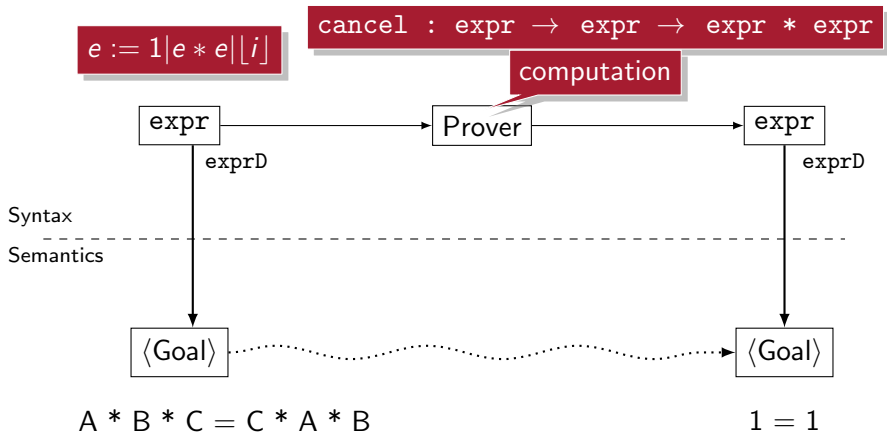 cancel : expr → expr → expr * expr
e := 1|e ∗ e|⌊i⌋
computation
expr
Prover
expr
exprD
exprD
Syntax
Semantics
⟨Goal⟩
⟨Goal⟩
A * B * C = C * A * B
1 = 1